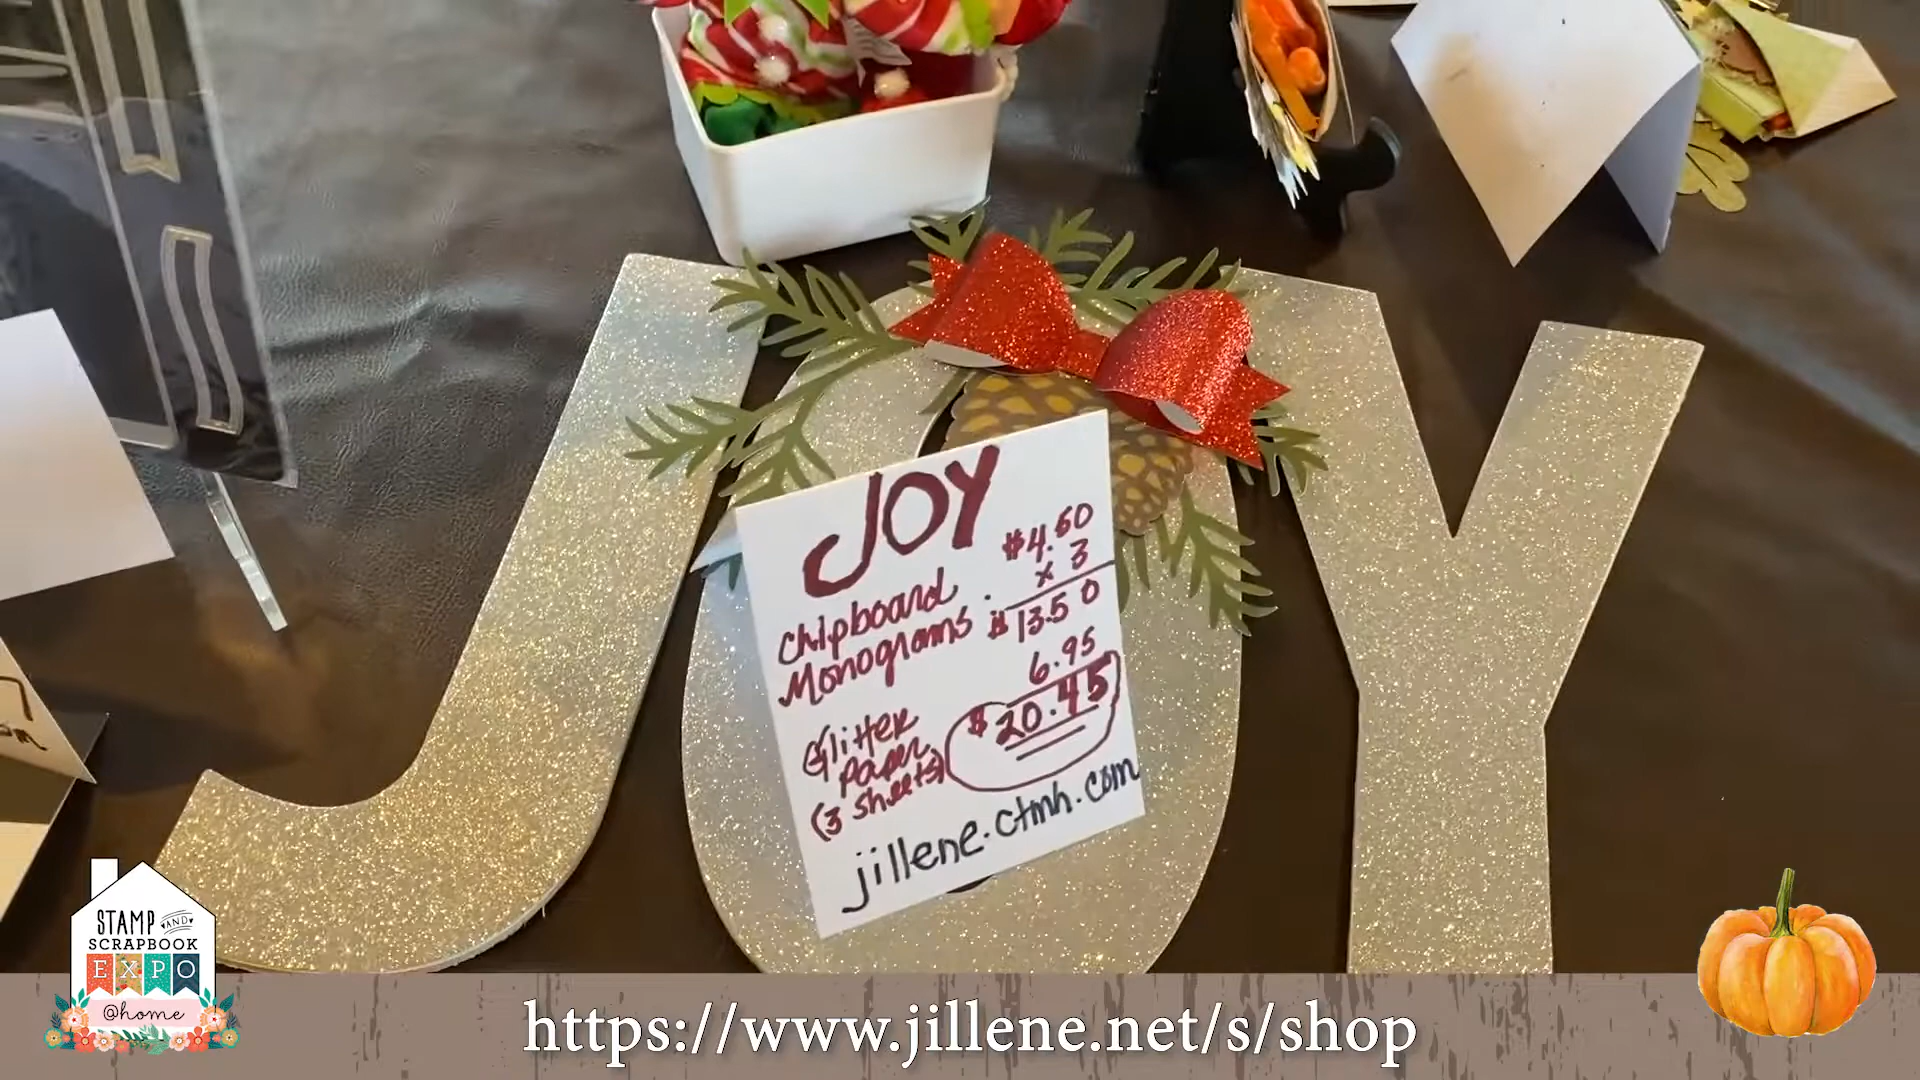 JOY
Chipboard
Monograms
$4.50
x 3
$13.50
6.95
Glitter
Paper
(3 sheets)
$20.45
jillene.ctmh.com
STAMP AND
SCRAPBOOK
EXPO
@home
https://www.jillene.net/s/shop